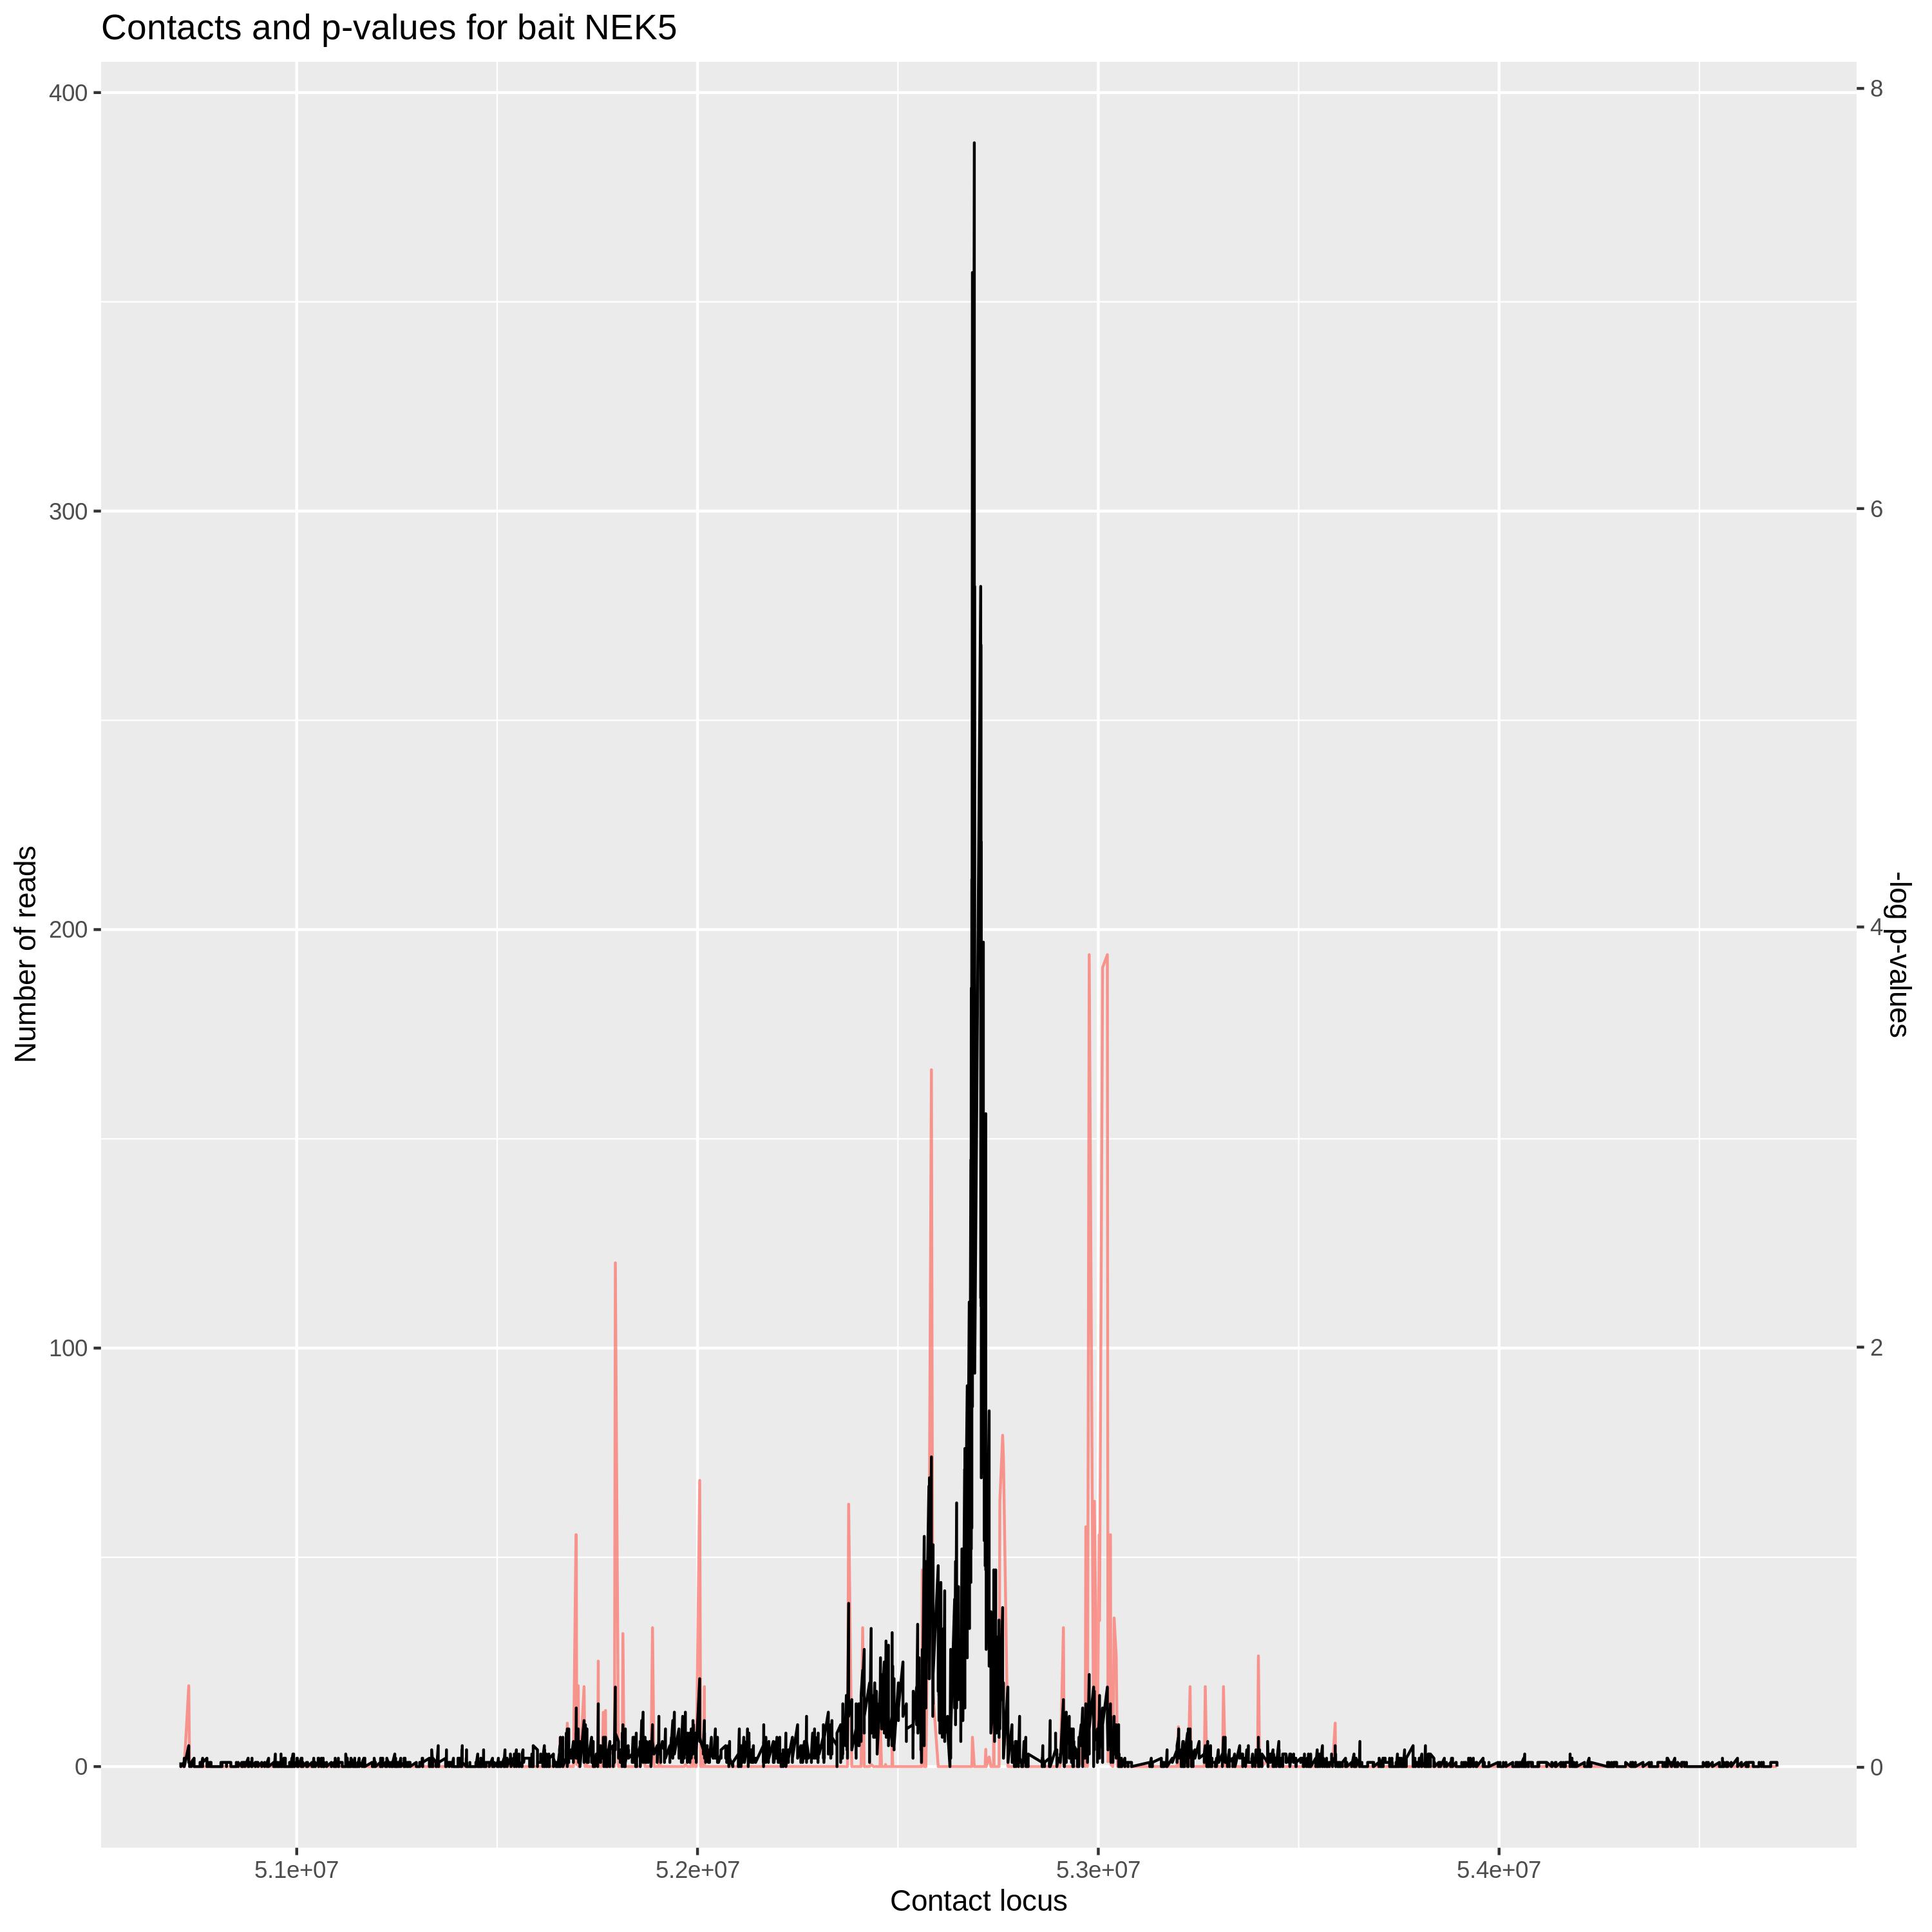 Contacts and p-values for bait NEK5
400
300
200
100
0
8
6
4
2
0
Number of reads
-log p-values
5.1e+07
5.2e+07
5.3e+07
5.4e+07
Contact locus